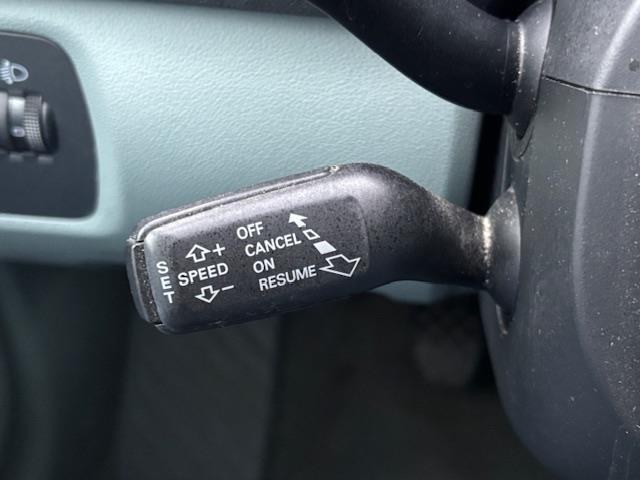 SET
SPEED
+
−
OFF
CANCEL
ON
RESUME